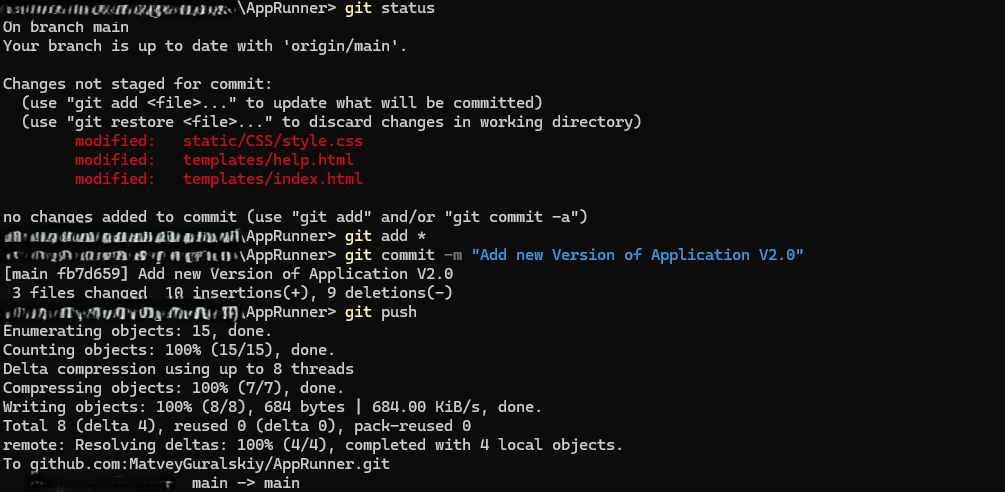 \AppRunner> git status
On branch main
Your branch is up to date with 'origin/main'.
Changes not staged for commit:
(use "git add <file>..." to update what will be committed)
(use "git restore <file>..." to discard changes in working directory)
modified: static/CSS/style.css
modified: templates/help.html
modified: templates/index.html
no changes added to commit (use "git add" and/or "git commit -a")
\AppRunner> git add *
\AppRunner> git commit -m "Add new Version of Application V2.0"
[main fb7d659] Add new Version of Application V2.0
3 files changed 10 insertions(+), 9 deletions(-)
\AppRunner> git push
Enumerating objects: 15, done.
Counting objects: 100% (15/15), done.
Delta compression using up to 8 threads
Compressing objects: 100% (7/7), done.
Writing objects: 100% (8/8), 684 bytes | 684.00 KiB/s, done.
Total 8 (delta 4), reused 0 (delta 0), pack-reused 0
remote: Resolving deltas: 100% (4/4), completed with 4 local objects.
To github.com:MatveyGuralskiy/AppRunner.git
main -> main